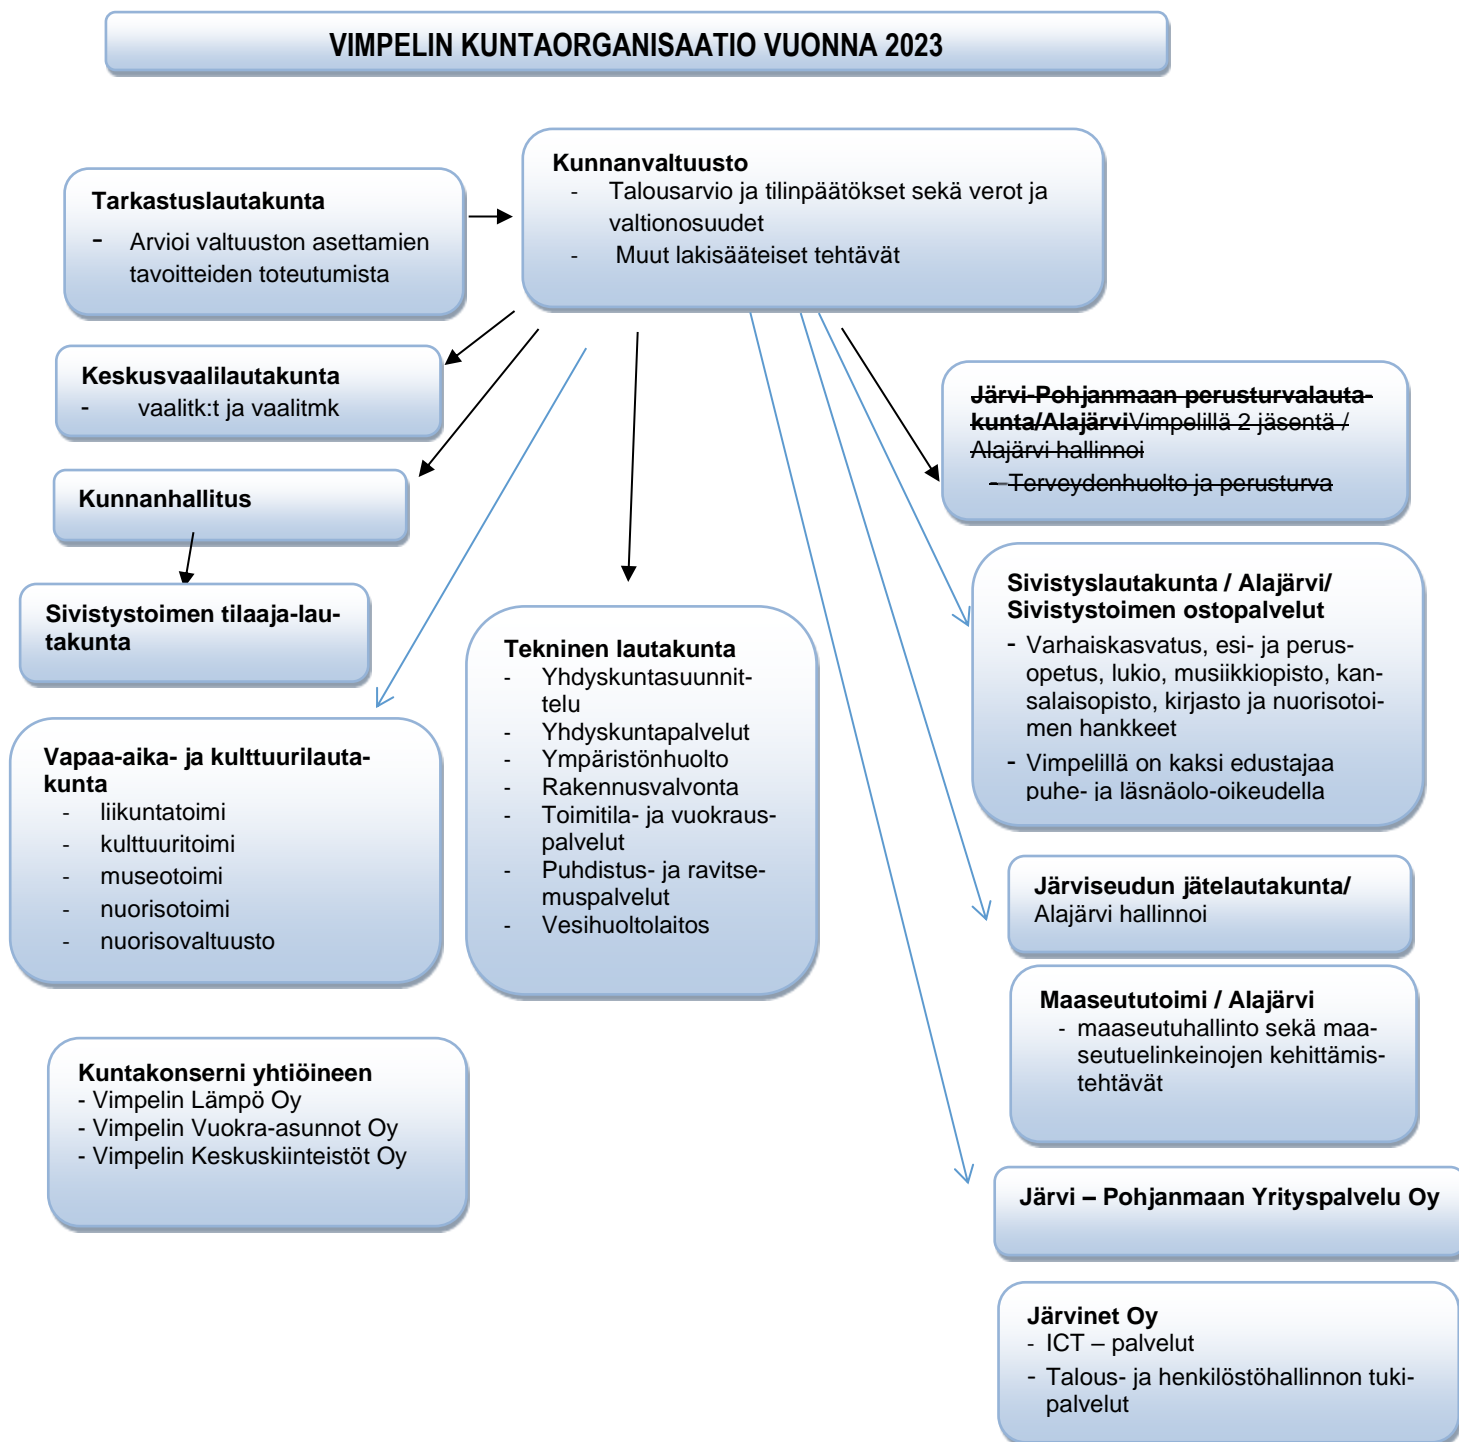 VIMPELIN KUNTAORGANISAATIO VUONNA 2023
Kunnanvaltuusto
- Talousarvio ja tilinpäätökset sekä verot ja
valtionosuudet
- Muut lakisääteiset tehtävät
Tarkastuslautakunta
- Arvioi valtuuston asettamien
tavoitteiden toteutumista
Keskusvaalilautakunta
- vaalitk:t ja vaalitmk
Kunnanhallitus
Sivistystoimen tilaaja-lau-
takunta
Vapaa-aika- ja kulttuurilauta-
kunta
- liikuntatoimi
- kulttuuritoimi
- museotoimi
- nuorisotoimi
- nuorisovaltuusto
Tekninen lautakunta
- Yhdyskuntasuunnit-
telu
- Yhdyskuntapalvelut
- Ympäristönhuolto
- Rakennusvalvonta
- Toimitila- ja vuokraus-
palvelut
- Puhdistus- ja ravitse-
muspalvelut
- Vesihuoltolaitos
Järvi-Pohjanmaan perusturvalauta-
kunta/AlajärviVimpelillä 2 jäsentä /
Alajärvi hallinnoi
- Terveydenhuolto ja perusturva
Sivistyslautakunta / Alajärvi/
Sivistystoimen ostopalvelut
- Varhaiskasvatus, esi- ja perus-
opetus, lukio, musiikkiopisto, kan-
salaisopisto, kirjasto ja nuorisotoi-
men hankkeet
- Vimpelillä on kaksi edustajaa
puhe- ja läsnäolo-oikeudella
Järviseudun jätelautakunta/
Alajärvi hallinnoi
Maaseututoimi / Alajärvi
- maaseutuhallinto sekä maa-
seutuelinkeinojen kehittämis-
tehtävät
Kuntakonserni yhtiöineen
- Vimpelin Lämpö Oy
- Vimpelin Vuokra-asunnot Oy
- Vimpelin Keskuskiinteistöt Oy
Järvi – Pohjanmaan Yrityspalvelu Oy
Järvinet Oy
- ICT – palvelut
- Talous- ja henkilöstöhallinnon tuki-
palvelut